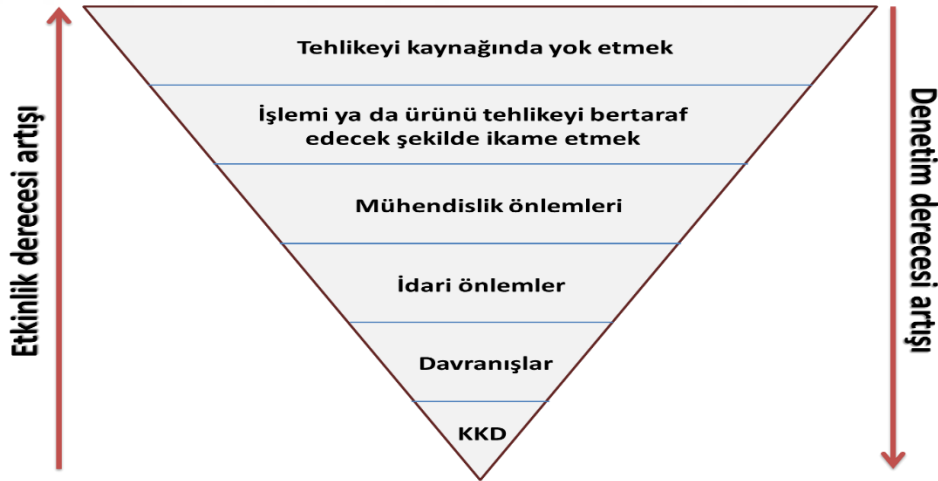 Tehlikeyi kaynağında yok etmek
İşlemi ya da ürünü tehlikeyi bertaraf
edecek şekilde ikame etmek
Mühendislik önlemleri
İdari önlemler
Davranışlar
KKD
Etkinlik derecesi artışı
Denetim derecesi artışı